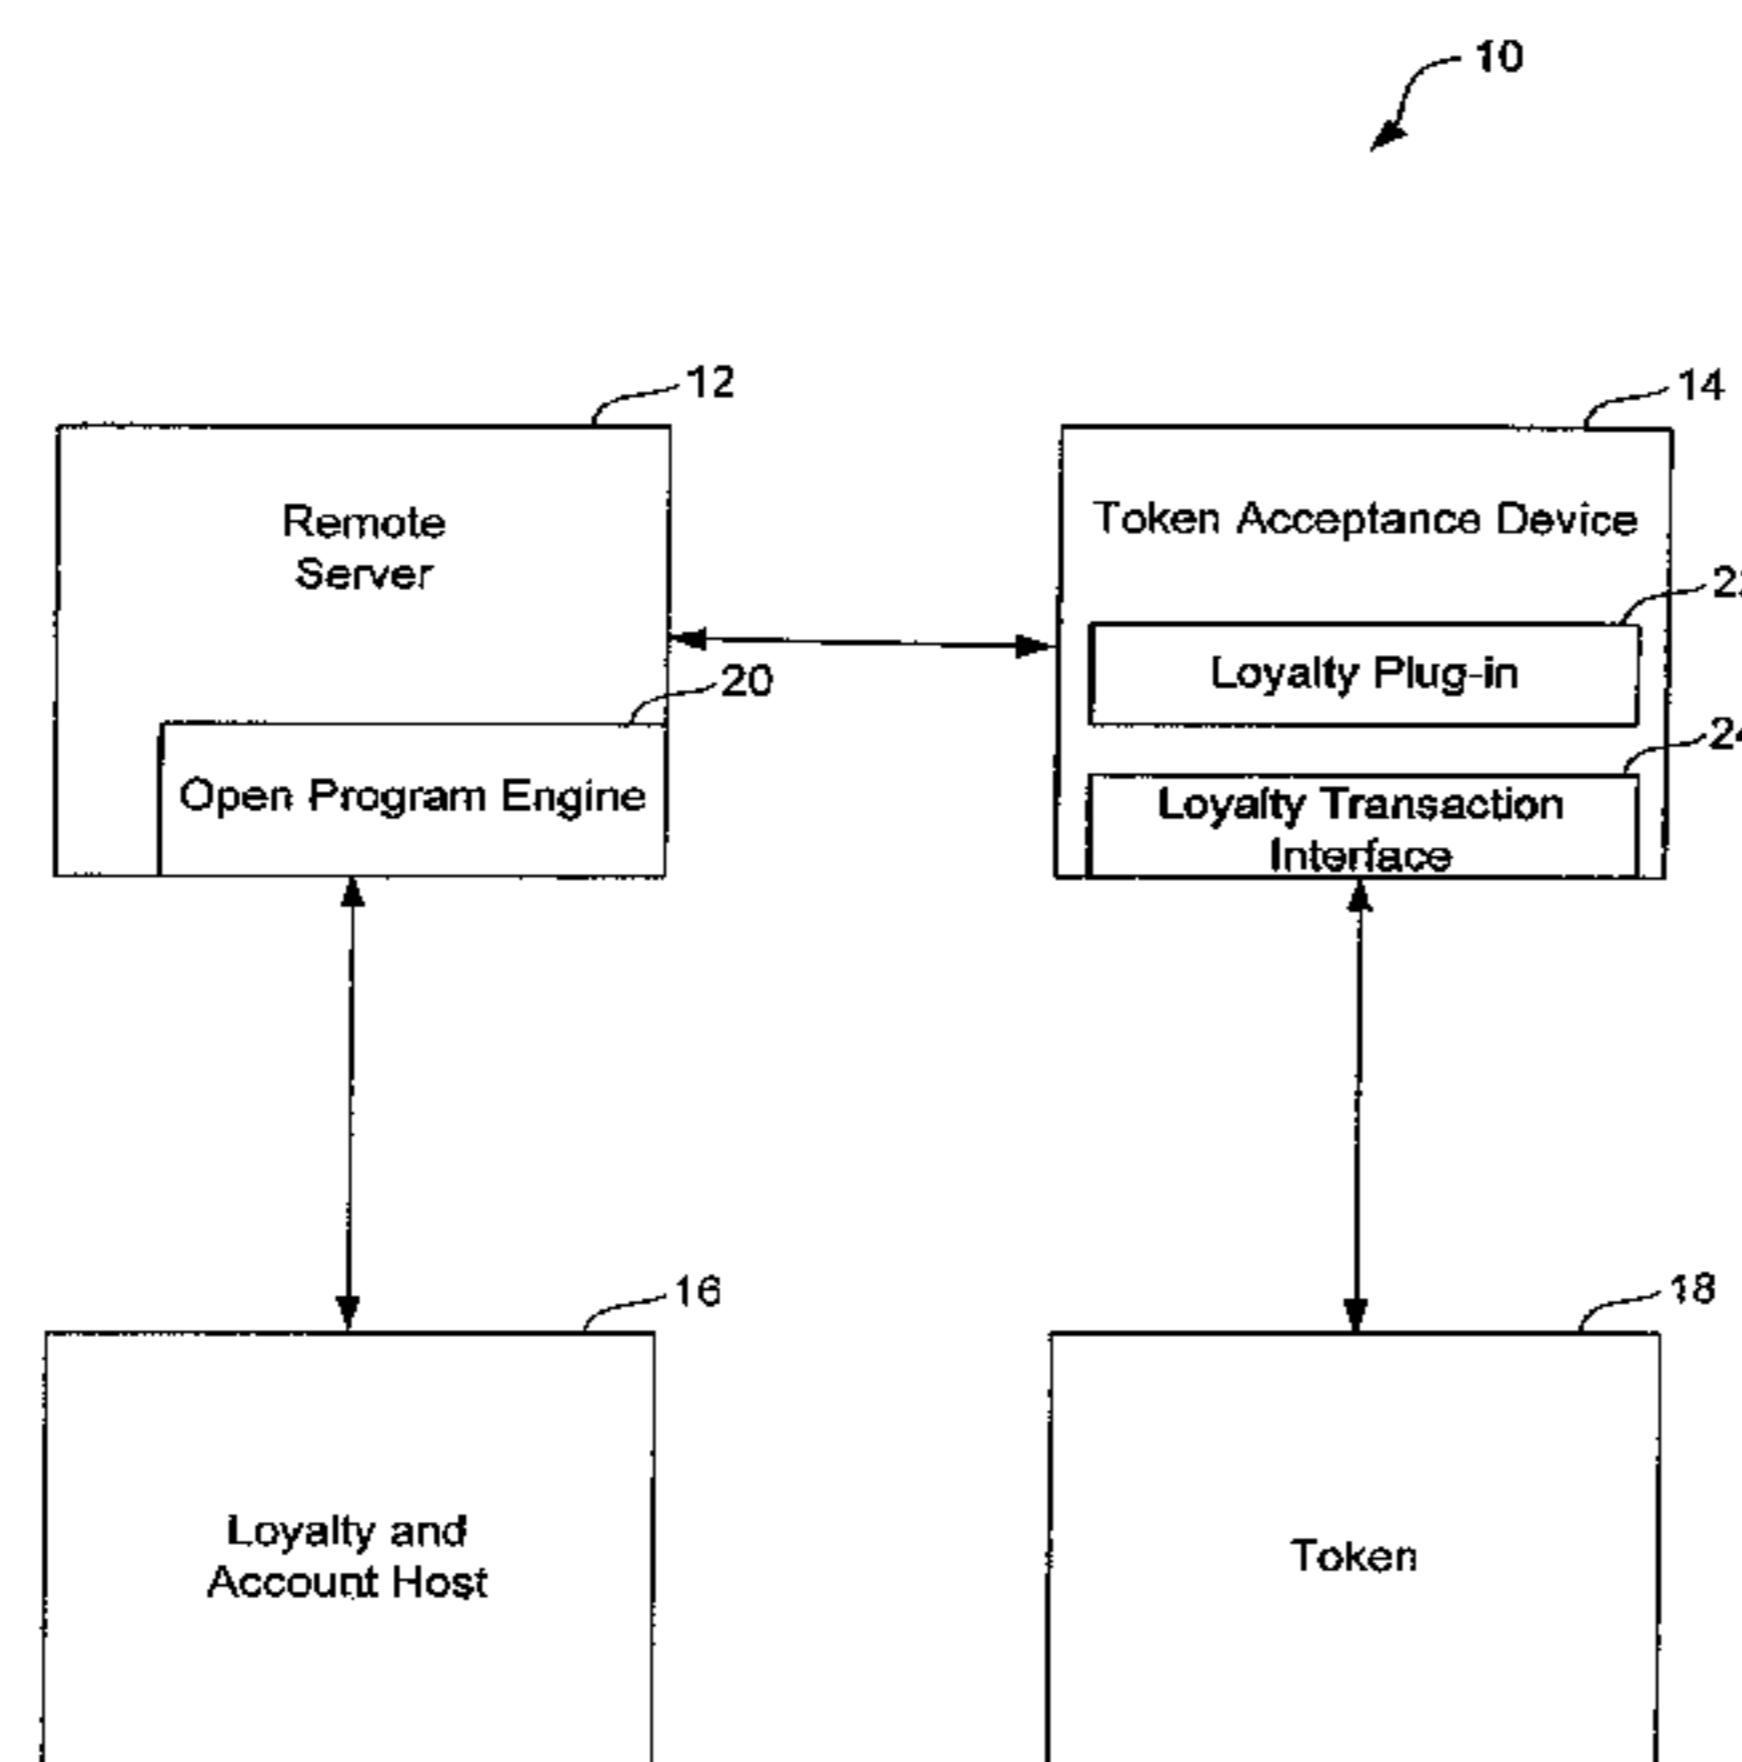 10
12
14
Remote
Server
Token Acceptance Device
Loyalty Plug-in
20
Open Program Engine
24
Loyalty Transaction
Interface
16
18
Loyalty and
Account Host
Token